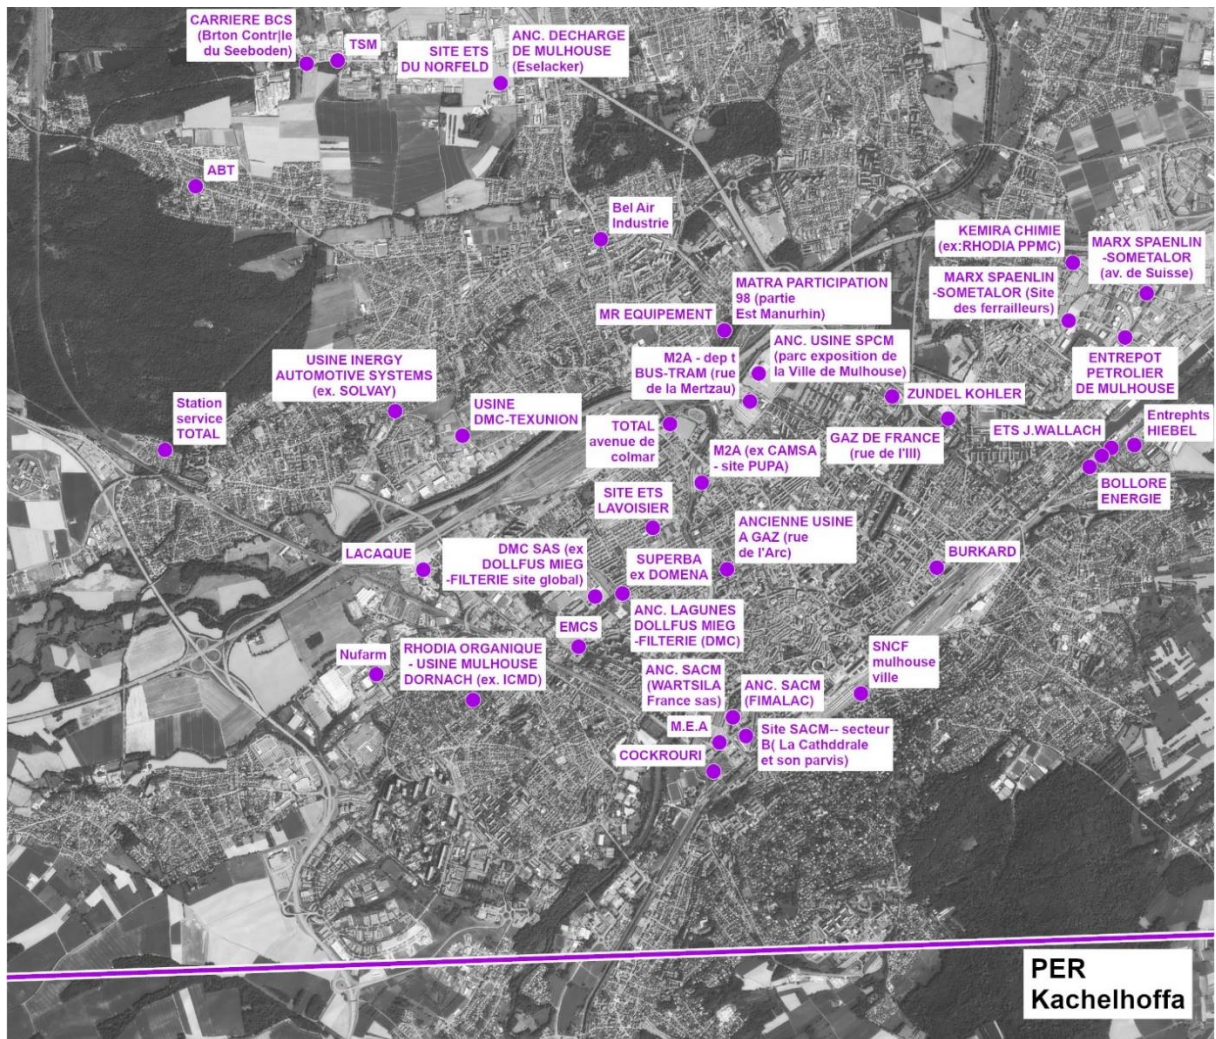 CARRIERE BCS
(Brton Contr|le
du Seeboden)
TSM
SITE ETS
DU NORFELD
ANC. DECHARGE
DE MULHOUSE
(Eselacker)
ABT
Bel Air
Industrie
KEMIRA CHIMIE
(ex:RHODIA PPMC)
MARX SPAENLIN
-SOMETALOR
(av. de Suisse)
MARX SPAENLIN
-SOMETALOR (Site
des ferrailleurs)
MATRA PARTICIPATION
98 (partie
Est Manurhin)
MR EQUIPEMENT
ANC. USINE SPCM
(parc exposition de
la Ville de Mulhouse)
M2A - dep t
BUS-TRAM (rue
de la Mertzau)
ENTREPOT
PETROLIER
DE MULHOUSE
USINE INERGY
AUTOMOTIVE SYSTEMS
(ex. SOLVAY)
Station
service
TOTAL
USINE
DMC-TEXUNION
ZUNDEL KOHLER
TOTAL
avenue de
colmar
GAZ DE FRANCE
(rue de l'Ill)
ETS J.WALLACH
Entrephts
HIEBEL
M2A (ex CAMSA
- site PUPA)
BOLLORE
ENERGIE
SITE ETS
LAVOISIER
ANCIENNE USINE
A GAZ (rue
de l'Arc)
LACAQUE
DMC SAS (ex
DOLLFUS MIEG
-FILTERIE site global)
SUPERBA
ex DOMENA
BURKARD
ANC. LAGUNES
DOLLFUS MIEG
-FILTERIE (DMC)
EMCS
Nufarm
RHODIA ORGANIQUE
- USINE MULHOUSE
DORNACH (ex. ICMD)
SNCF
mulhouse
ville
ANC. SACM
(WARTSILA
France sas)
ANC. SACM
(FIMALAC)
M.E.A
Site SACM-- secteur
B( La Cathddrale
et son parvis)
COCKROURI
PER
Kachelhoffa